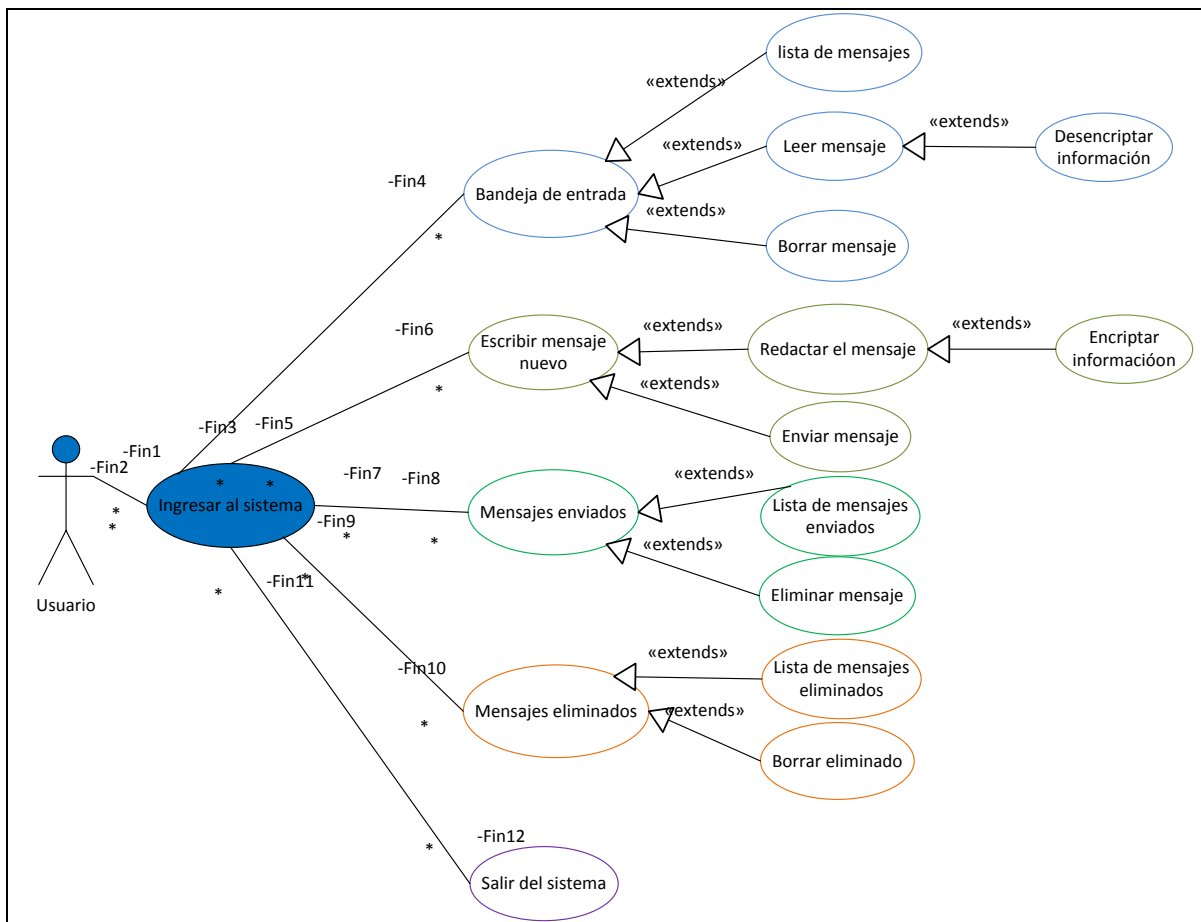 lista de mensajes
«extends»
«extends»
Leer mensaje
«extends»
Desencriptar
información
-Fin4
Bandeja de entrada
«extends»
*
Borrar mensaje
-Fin6
Escribir mensaje
nuevo
«extends»
Redactar el mensaje
«extends»
Encriptar
informacióon
*
«extends»
Enviar mensaje
-Fin3
-Fin5
-Fin1
-Fin2
*
*
Usuario
Ingresar al sistema
*
*
-Fin7
-Fin8
Mensajes enviados
«extends»
Lista de mensajes
enviados
-Fin9
*
*
«extends»
Eliminar mensaje
-Fin11
*
*
-Fin10
Mensajes eliminados
*
«extends»
Lista de mensajes
eliminados
«extends»
Borrar eliminado
-Fin12
*
Salir del sistema